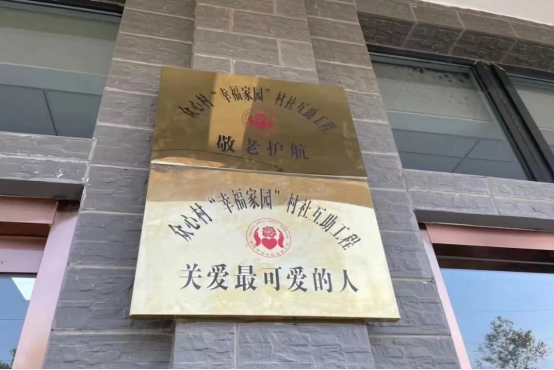 众心村“幸福家园”村社互助工程
敬老护航
众心村“幸福家园”村社互助工程
关爱最可爱的人